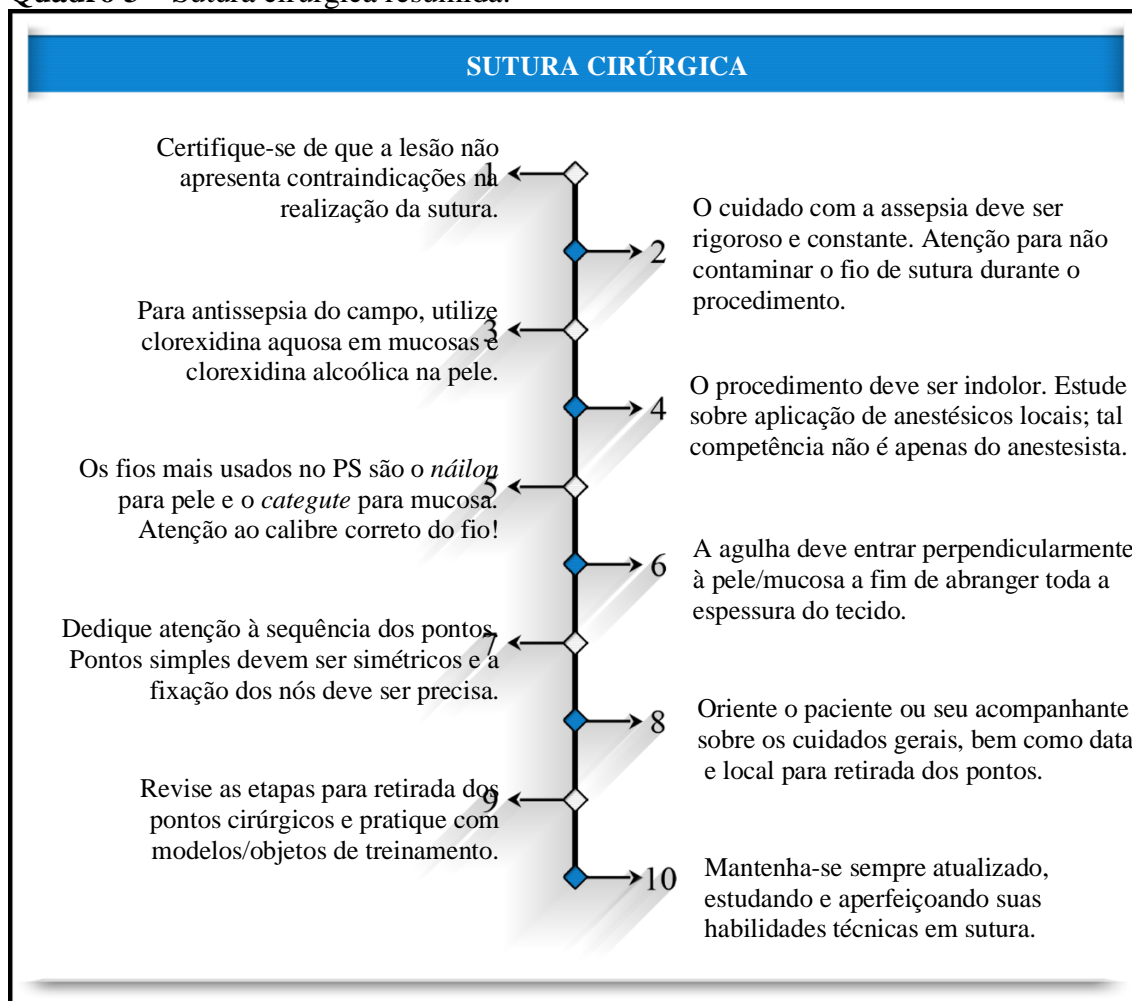 Quadro 3 – Sutura cirúrgica resumida.
SUTURA CIRÚRGICA
Certifique-se de que a lesão não
apresenta contraindicações na
realização da sutura.
1
2
O cuidado com a assepsia deve ser
rigoroso e constante. Atenção para não
contaminar o fio de sutura durante o
procedimento.
Para antissepsia do campo, utilize
clorexidina aquosa em mucosas e
clorexidina alcoólica na pele.
3
4
O procedimento deve ser indolor. Estude
sobre aplicação de anestésicos locais; tal
competência não é apenas do anestesista.
Os fios mais usados no PS são o náilon
para pele e o categute para mucosa.
Atenção ao calibre correto do fio!
5
6
A agulha deve entrar perpendicularmente
à pele/mucosa a fim de abranger toda a
espessura do tecido.
Dedique atenção à sequência dos pontos.
Pontos simples devem ser simétricos e a
fixação dos nós deve ser precisa.
7
8
Oriente o paciente ou seu acompanhante
sobre os cuidados gerais, bem como data
e local para retirada dos pontos.
Revise as etapas para retirada dos
pontos cirúrgicos e pratique com
modelos/objetos de treinamento.
9
10
Mantenha-se sempre atualizado,
estudando e aperfeiçoando suas
habilidades técnicas em sutura.